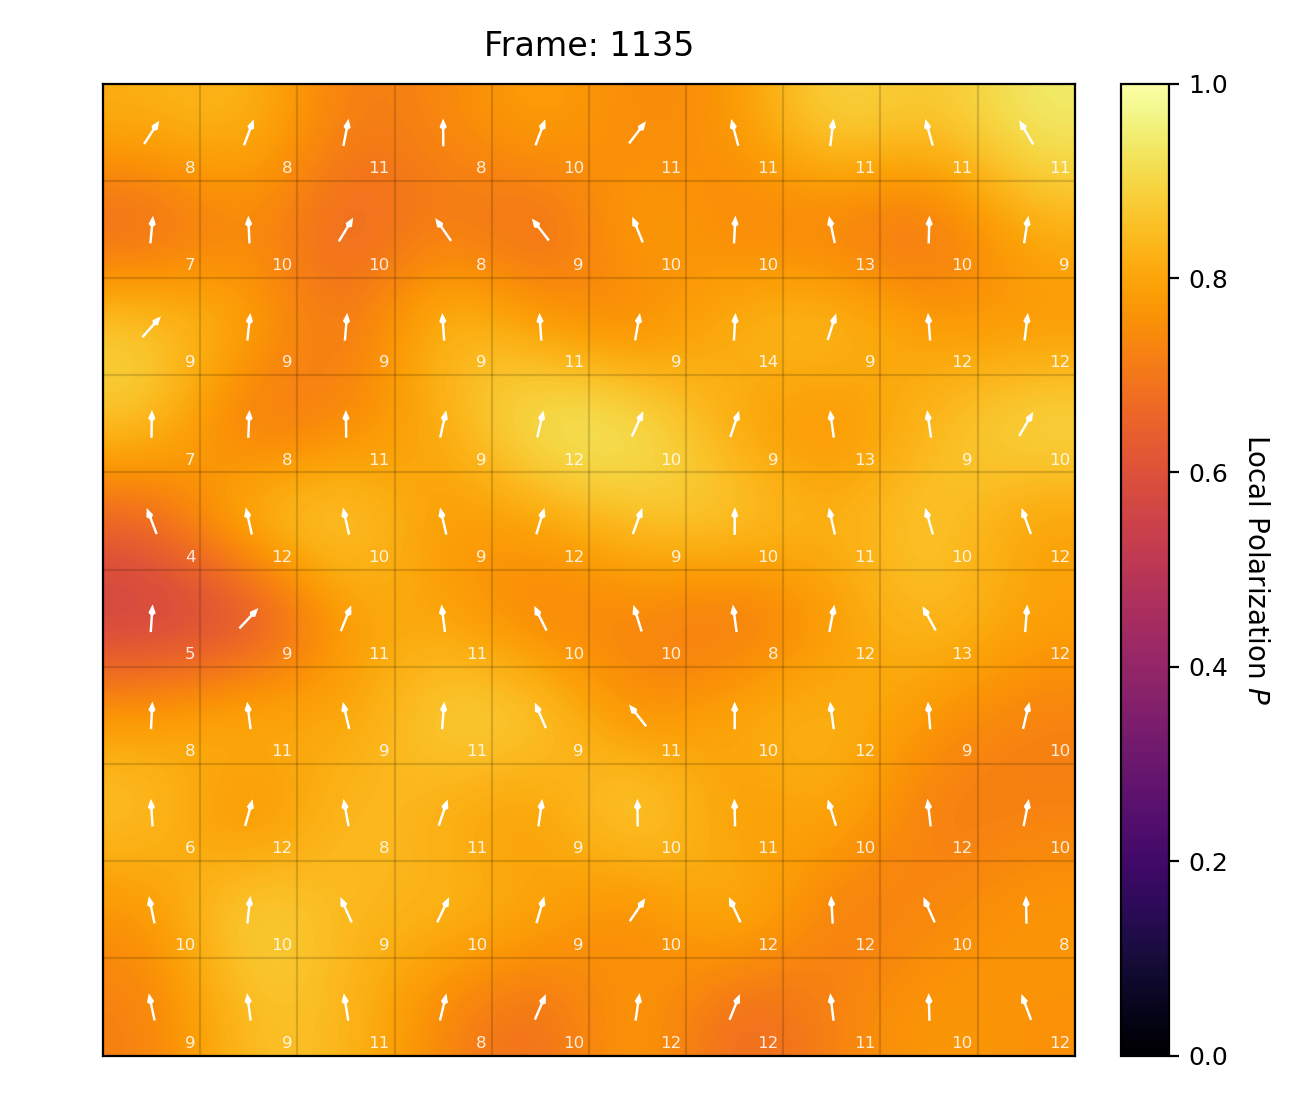 Frame: 1135
8 8 11 8 10 11 11 11 11 11
7 10 10 8 9 10 10 13 10 9
9 9 9 9 11 9 14 9 12 12
7 8 11 9 12 10 9 13 9 10
4 12 10 9 12 9 10 11 10 12
5 9 11 11 10 10 8 12 13 12
8 11 9 11 9 11 10 12 9 10
6 12 8 11 9 10 11 10 12 10
10 10 9 10 9 10 12 12 10 8
9 9 11 8 10 12 12 11 10 12
1.0
0.8
0.6
0.4
0.2
0.0
Local Polarization P